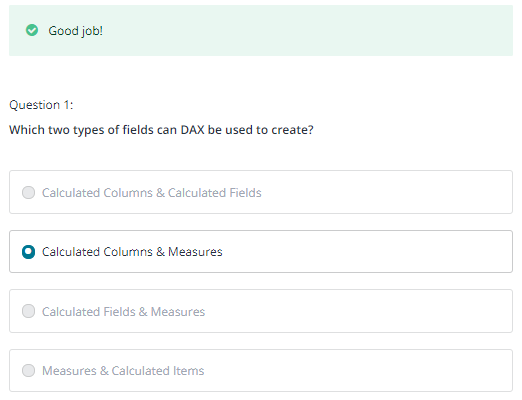 Good job!
Question 1:
Which two types of fields can DAX be used to create?
Calculated Columns & Calculated Fields
Calculated Columns & Measures
Calculated Fields & Measures
Measures & Calculated Items